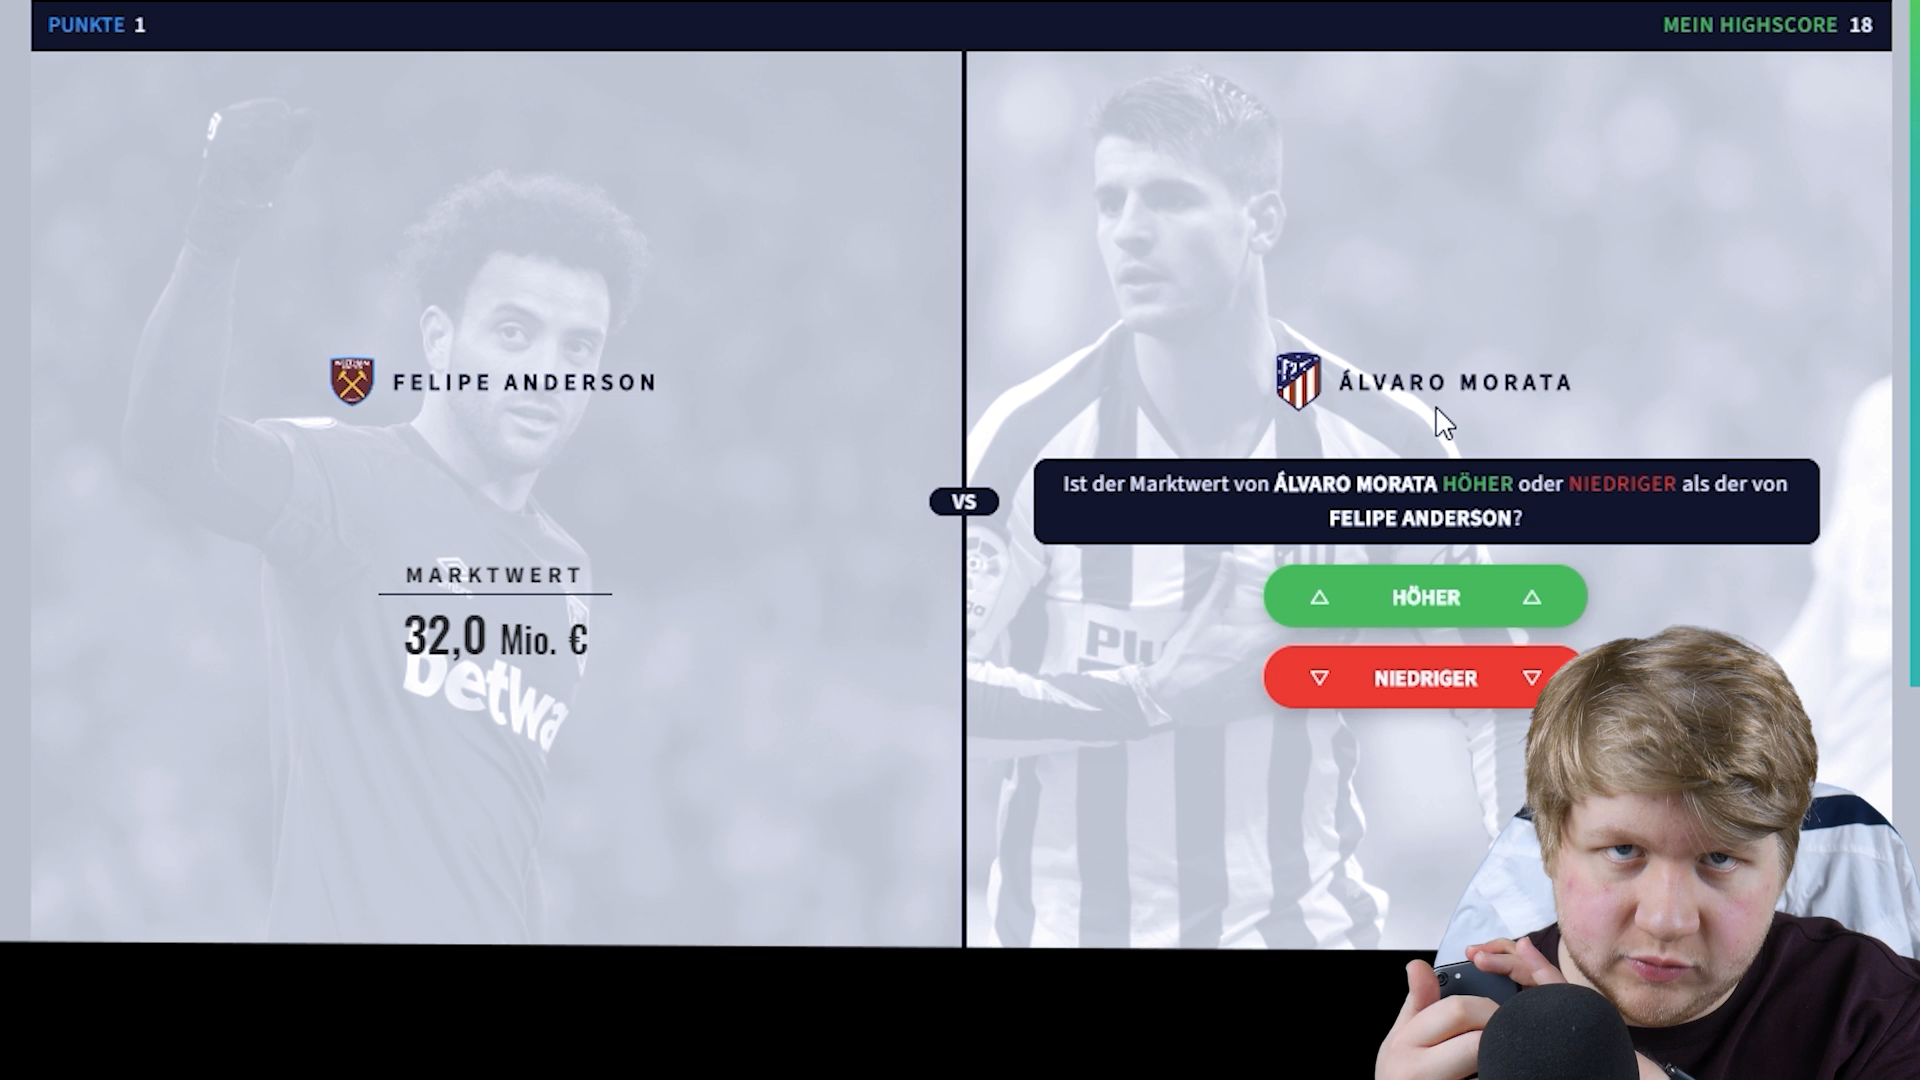 PUNKTE 1
MEIN HIGHSCORE 18
FELIPE ANDERSON
MARKTWERT
32,0 Mio. €
betwa
VS
ÁLVARO MORATA
Ist der Marktwert von ÁLVARO MORATA HÖHER oder NIEDRIGER als der von
FELIPE ANDERSON?
HÖHER
NIEDRIGER